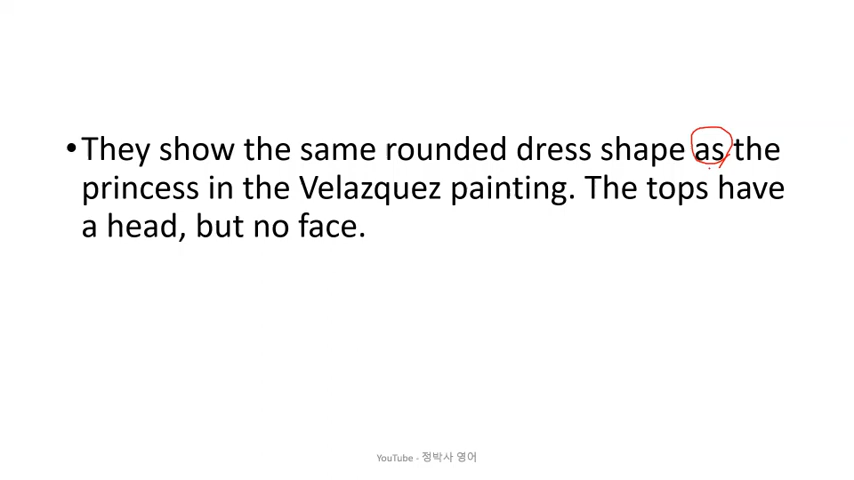 •They show the same rounded dress shape as the
princess in the Velazquez painting. The tops have
a head, but no face.
YouTube - 정박사 영어